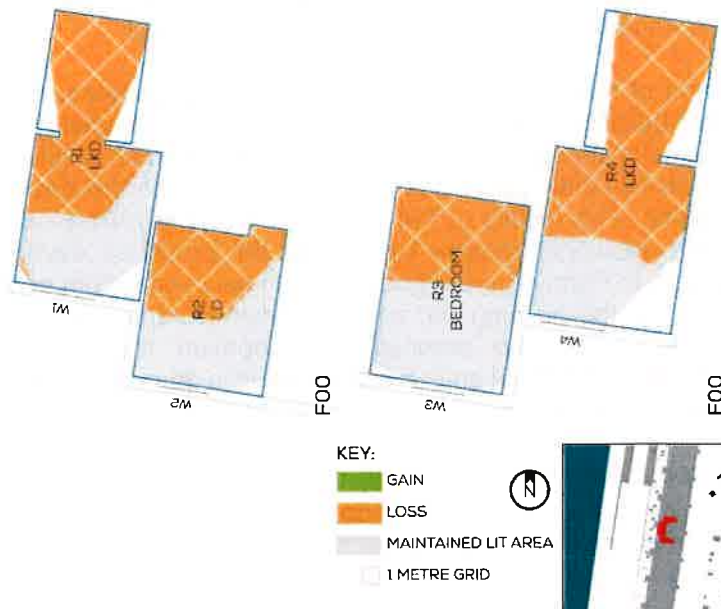 R1
LKD
W1
R2
LD
W2
F00
R3
BEDROOM
W3
R4
LKD
W4
F00
KEY:
GAIN
LOSS
MAINTAINED LIT AREA
1 METRE GRID
N